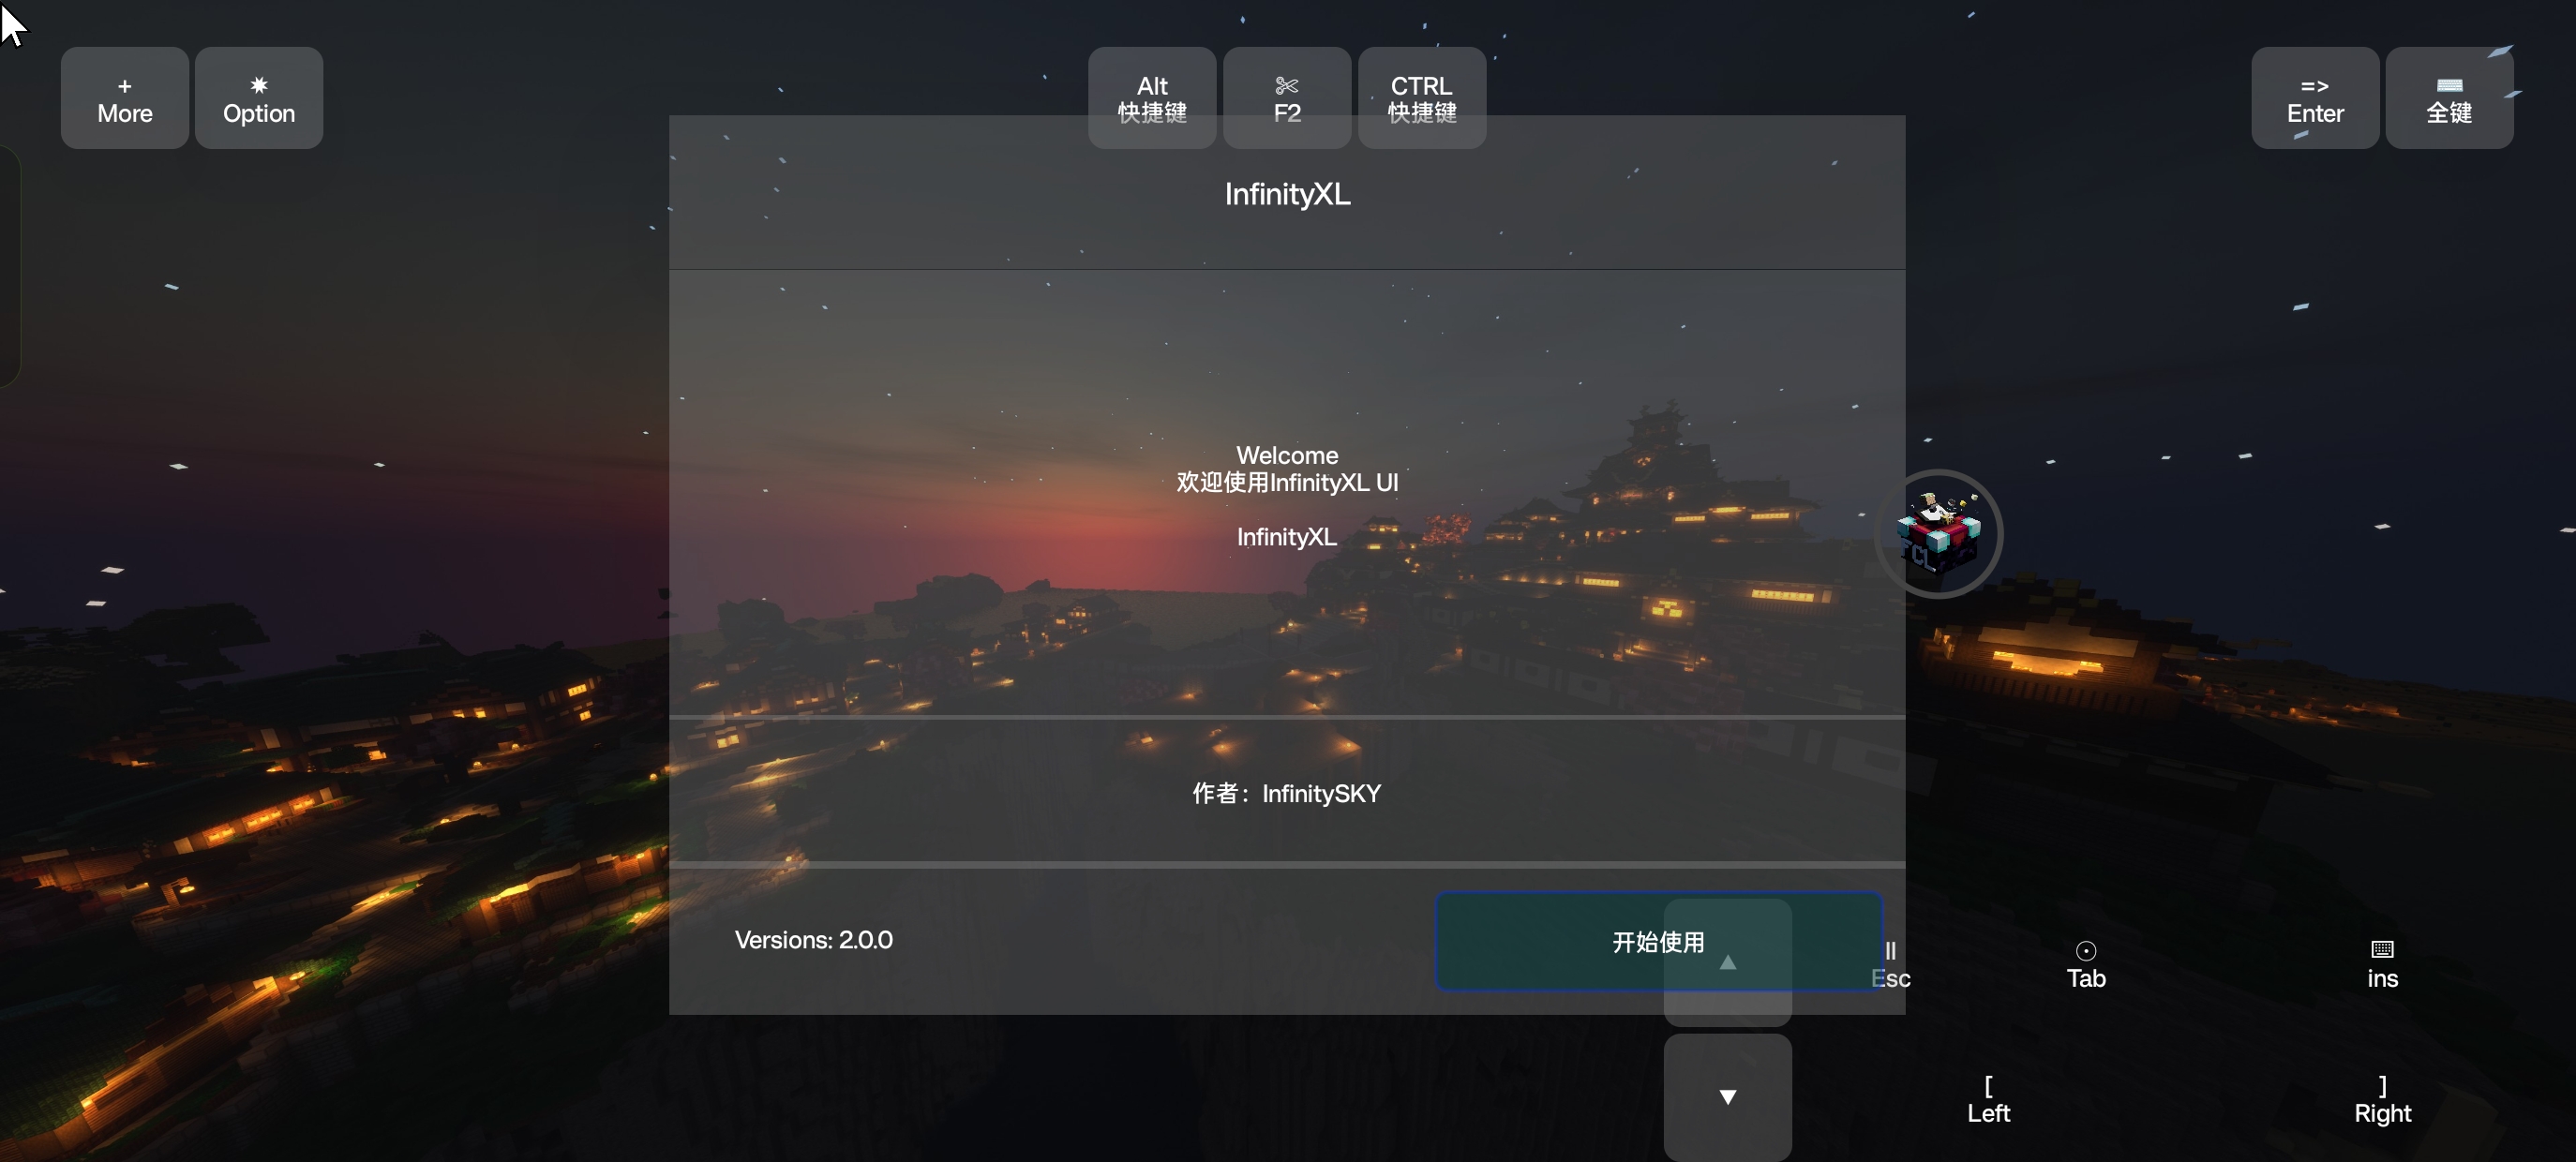 +
More
✸
Option
Alt
快捷键
✂
F2
CTRL
快捷键
=>
Enter
⌨
全键
InfinityXL
Welcome
欢迎使用InfinityXL UI
InfinityXL
FCL
作者：InfinitySKY
Versions: 2.0.0
开始使用
▲
II
Esc
⊙
Tab
⌨
ins
▼
[
Left
]
Right